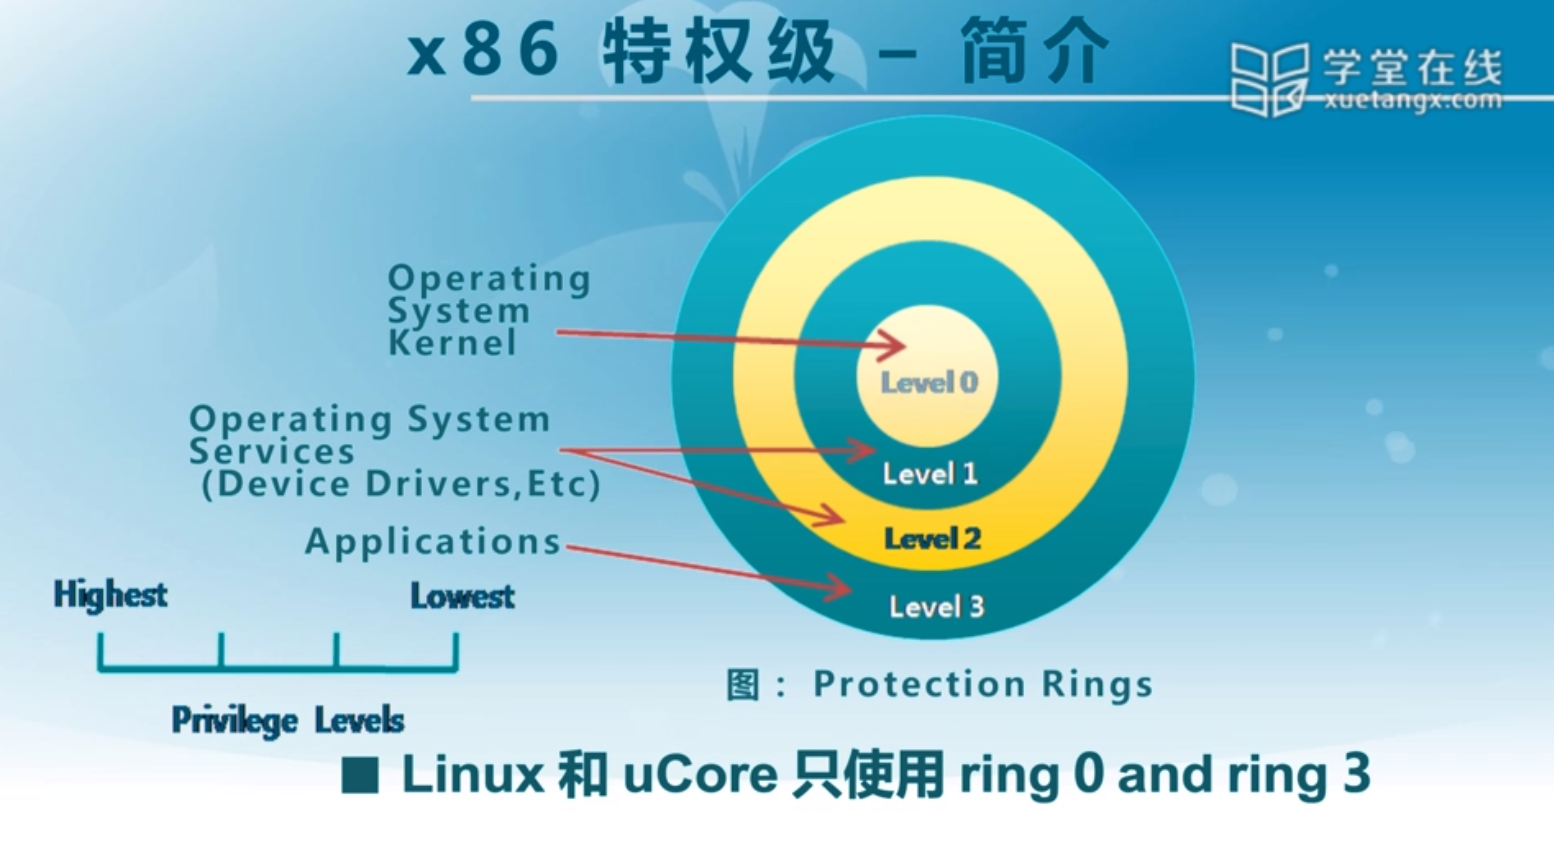 x86 特权级 – 简介
学堂在线
xuetangx.com
Operating
System
Kernel
Level 0
Operating System
Services
(Device Drivers,Etc)
Level 1
Applications
Level 2
Highest
Lowest
Level 3
Privilege Levels
图： Protection Rings
■ Linux 和 uCore 只使用 ring 0 and ring 3